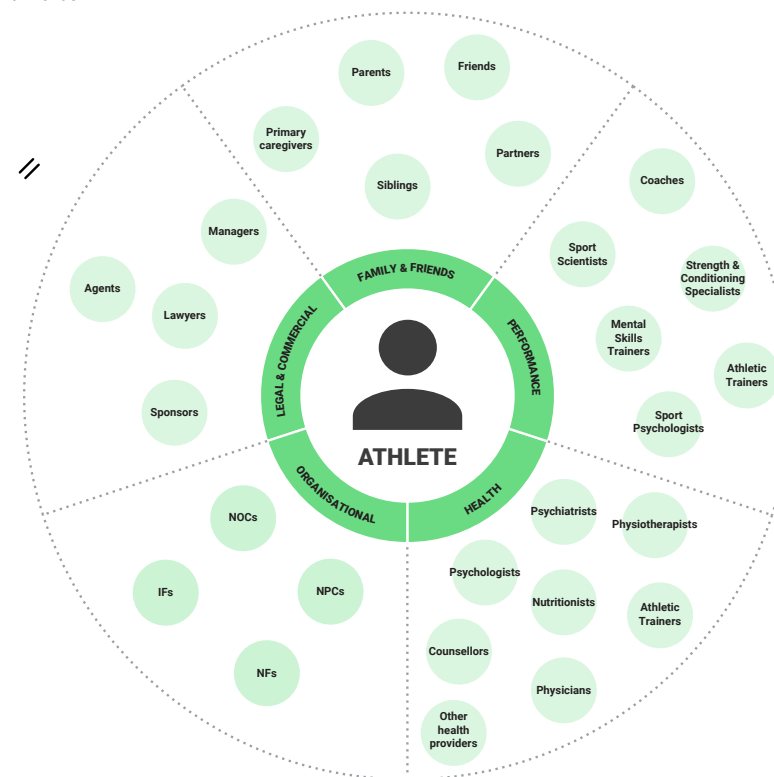 Parents
Friends
Primary
caregivers
Partners
Siblings
Coaches
Managers
Sport
Scientists
Strength &
Conditioning
Specialists
Agents
Lawyers
Mental
Skills
Trainers
Athletic
Trainers
Sponsors
Sport
Psychologists
FAMILY & FRIENDS
LEGAL & COMMERCIAL
PERFORMANCE
ATHLETE
ORGANISATIONAL
HEALTH
NOCs
IFs
NPCs
NFs
Psychiatrists
Physiotherapists
Psychologists
Nutritionists
Athletic
Trainers
Counsellors
Physicians
Other
health
providers